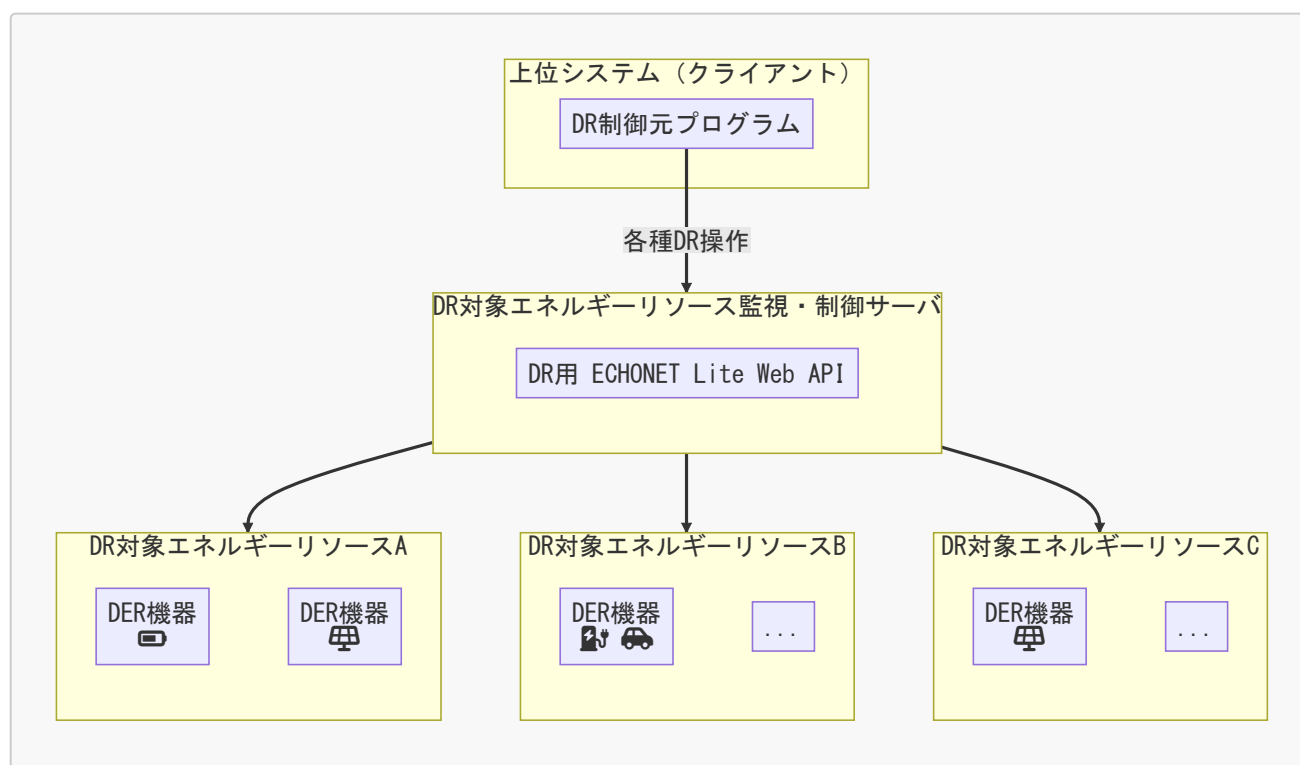 上位システム（クライアント）
DR制御元プログラム
各種DR操作
DR対象エネルギーリソース監視・制御サーバ
DR用 ECHONET Lite Web API
DR対象エネルギーリソースA
DER機器
DER機器
DR対象エネルギーリソースB
DER機器
...
DR対象エネルギーリソースC
DER機器
...